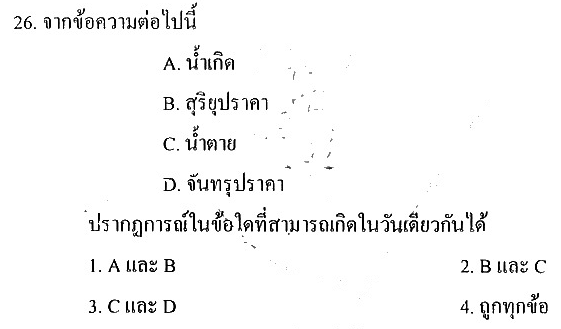 26. จากข้อความต่อไปนี้
A. น้ำเกิด
B. สุริยุปราคา
C. น้ำตาย
D. จันทรุปราคา
ปรากฏการณ์ในข้อใดที่สามารถเกิดในวันเดียวกันได้
1. A และ B 2. B และ C
3. C และ D 4. ถูกทุกข้อ